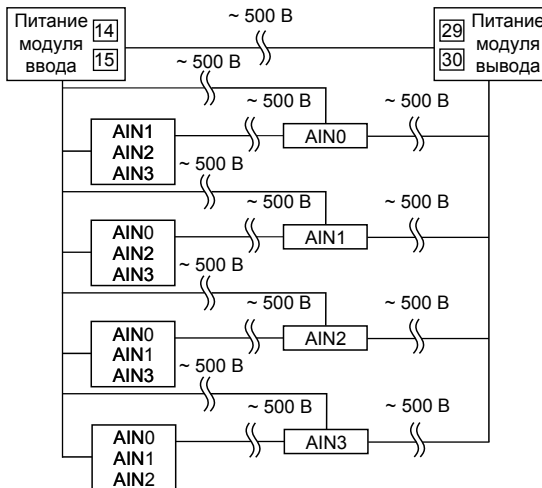 Питание
модуля
ввода
14
15
~ 500 В
29
30
Питание
модуля
вывода
~ 500 В
~ 500 В
AIN1
AIN2
AIN3
AIN0
~ 500 В
~ 500 В
~ 500 В
AIN0
AIN2
AIN3
AIN1
~ 500 В
~ 500 В
~ 500 В
AIN0
AIN1
AIN3
AIN2
~ 500 В
~ 500 В
~ 500 В
AIN0
AIN1
AIN2
AIN3
~ 500 В